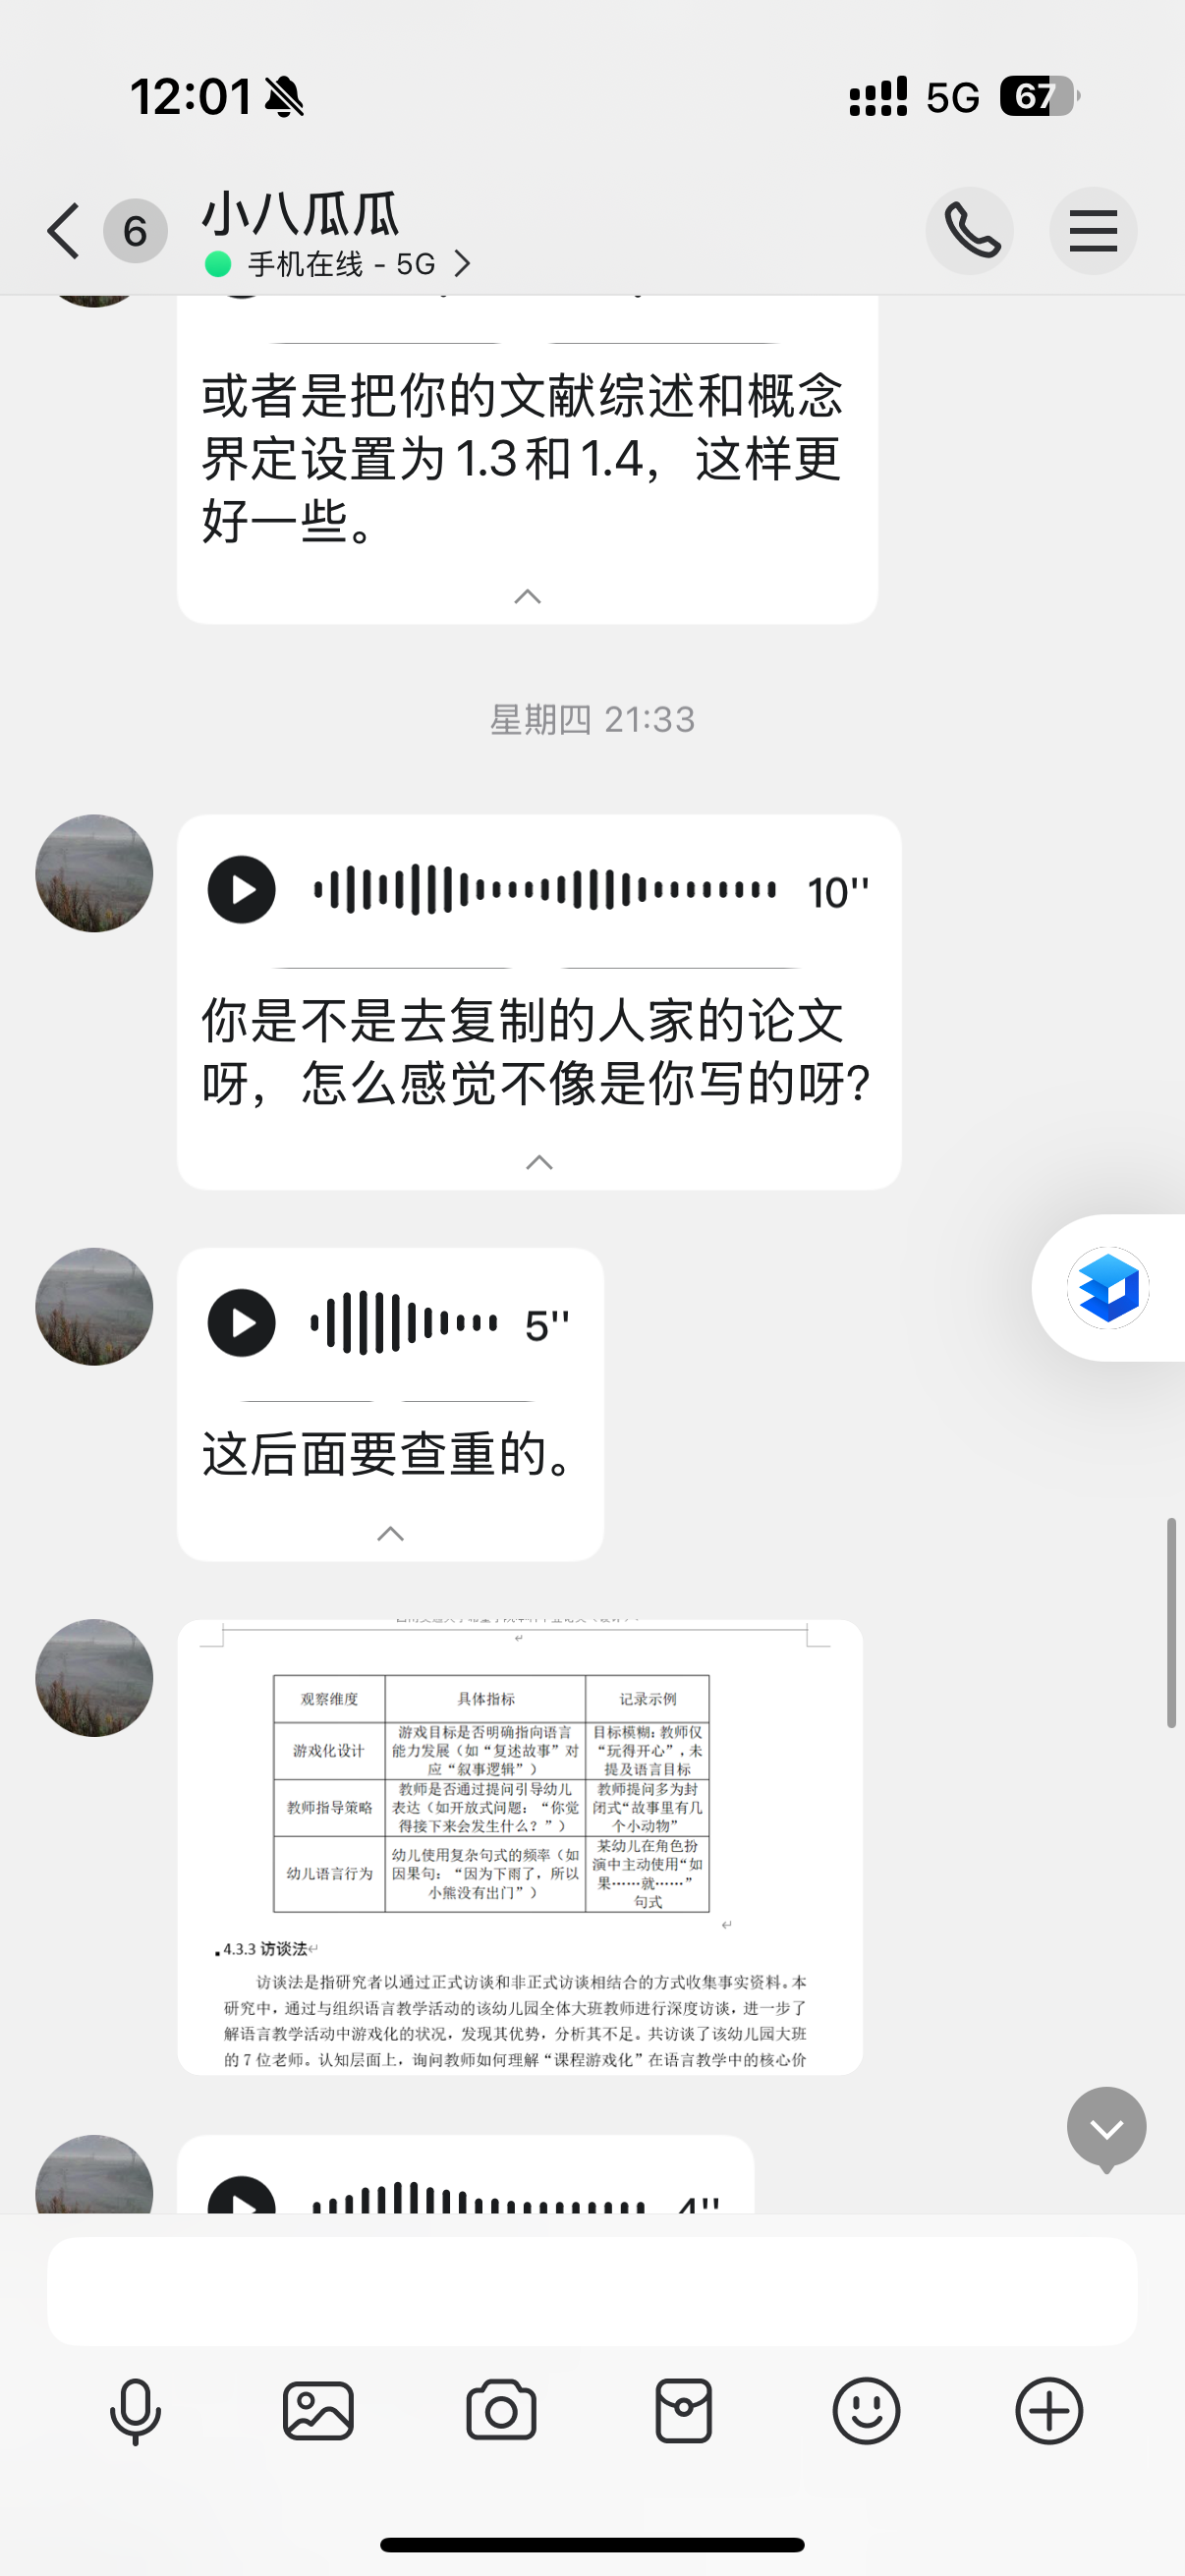 12:01
5G
67
6
小八瓜瓜
手机在线 - 5G
或者是把你的文献综述和概念
界定设置为1.3和1.4，这样更
好一些。
星期四 21:33
10''
你是不是去复制的人家的论文
呀，怎么感觉不像是你写的呀?
5''
这后面要查重的。
观察维度 具体指标 记录示例
游戏化设计
游戏目标是否明确指向语言
能力发展（如“复述故事”对
应“叙事逻辑”）
目标模糊：教师仅
“玩得开心”，未
提及语言目标
教师指导策略
教师是否通过提问引导幼儿
表达（如开放式问题：“你觉
得接下来会发生什么？”）
教师提问多为封
闭式“故事里有几
个小动物”
幼儿语言行为
幼儿使用复杂句式的频率（如
因果句：“因为下雨了，所以
小熊没有出门”）
某幼儿在角色扮
演中主动使用“如
果……就……”
句式
4.3.3 访谈法
访谈法是指研究者以通过正式访谈和非正式访谈相结合的方式收集事实资料。本
研究中，通过与组织语言教学活动的该幼儿园全体大班教师进行深度访谈，进一步了
解语言教学活动中游戏化的状况，发现其优势，分析其不足。共访谈了该幼儿园大班
的 7 位老师。认知层面上，询问教师如何理解“课程游戏化”在语言教学中的核心价
4''